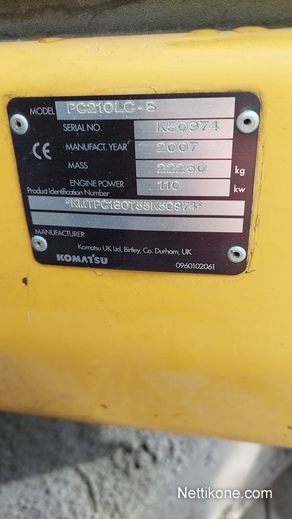 MODEL PC210LC-8
SERIAL NO. K50974
CE
MANUFACT. YEAR 2007
MASS 22260 kg
ENGINE POWER 110 kw
Product Identification Number
*KMTPC180T55K50974*
MANUFACTURER
Komatsu UK Ltd, Birtley, Co. Durham, UK
KOMATSU 0960102061
Nettikone.com